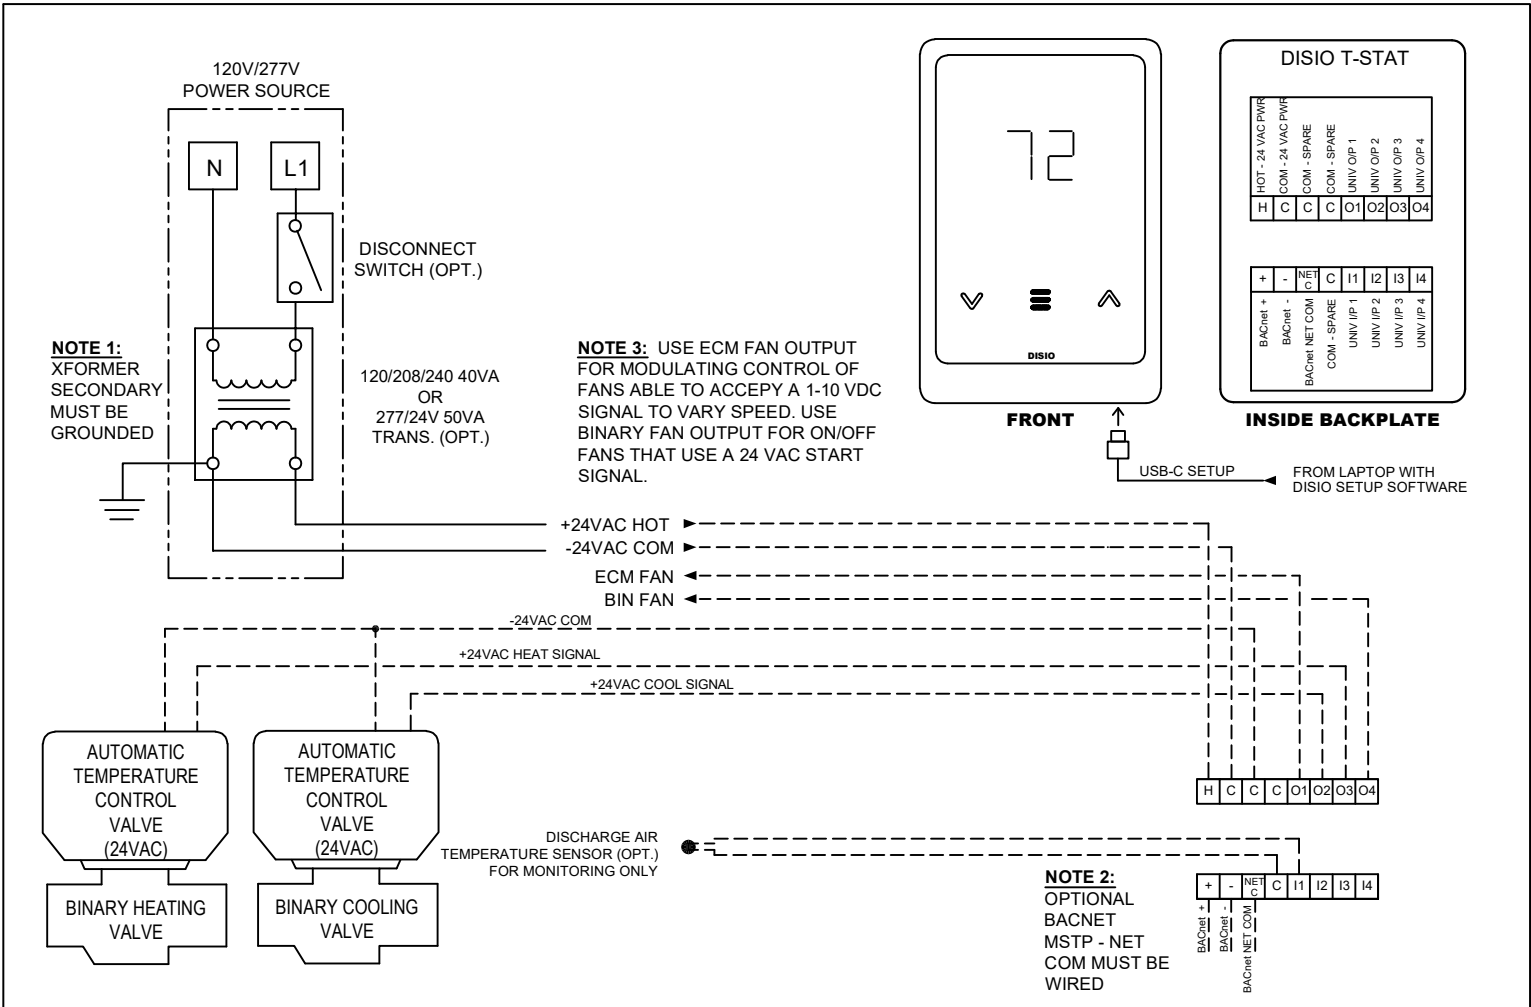 120V/277V
POWER SOURCE
N
L1
DISCONNECT
SWITCH (OPT.)
NOTE 1:
XFORMER
SECONDARY
MUST BE
GROUNDED
120/208/240 40VA
OR
277/24V 50VA
TRANS. (OPT.)
NOTE 3: USE ECM FAN OUTPUT
FOR MODULATING CONTROL OF
FANS ABLE TO ACCEPY A 1-10 VDC
SIGNAL TO VARY SPEED. USE
BINARY FAN OUTPUT FOR ON/OFF
FANS THAT USE A 24 VAC START
SIGNAL.
72
DISIO
FRONT
DISIO T-STAT
HOT - 24 VAC PWR
COM - 24 VAC PWR
COM - SPARE
COM - SPARE
UNIV O/P 1
UNIV O/P 2
UNIV O/P 3
UNIV O/P 4
H C C C O1 O2 O3 O4
+ - NET C C I1 I2 I3 I4
BACnet +
BACnet -
BACnet NET COM
COM - SPARE
UNIV I/P 1
UNIV I/P 2
UNIV I/P 3
UNIV I/P 4
INSIDE BACKPLATE
USB-C SETUP
FROM LAPTOP WITH
DISIO SETUP SOFTWARE
+24VAC HOT
-24VAC COM
ECM FAN
BIN FAN
-24VAC COM
+24VAC HEAT SIGNAL
+24VAC COOL SIGNAL
AUTOMATIC
TEMPERATURE
CONTROL
VALVE
(24VAC)
BINARY HEATING
VALVE
AUTOMATIC
TEMPERATURE
CONTROL
VALVE
(24VAC)
BINARY COOLING
VALVE
H C C C O1 O2 O3 O4
DISCHARGE AIR
TEMPERATURE SENSOR (OPT.)
FOR MONITORING ONLY
NOTE 2:
OPTIONAL
BACNET
MSTP - NET
COM MUST BE
WIRED
+ - NET C C I1 I2 I3 I4
BACnet +
BACnet -
BACnet NET COM